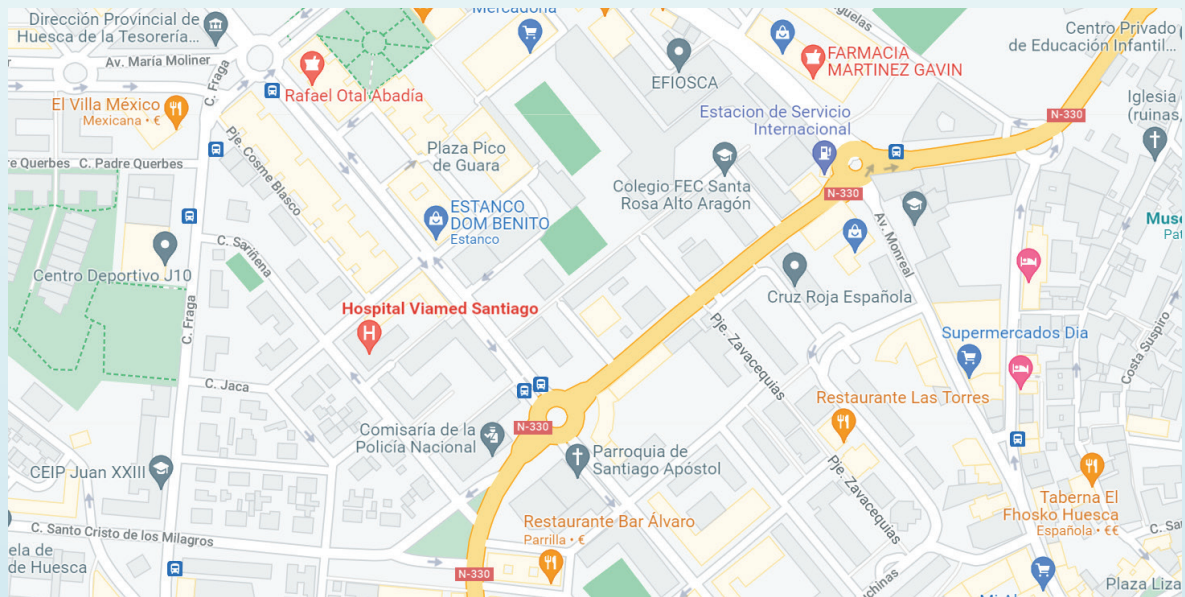 Mercadona
Dirección Provincial de
Huesca de la Tesorería...
Av. María Moliner
C. Fraga
Rafael Otal Abadía
El Villa México
Mexicana • €
C. Padre Querbes
Pje. Cosme Blasco
Plaza Pico
de Guara
EFIOSCA
FARMACIA
MARTINEZ GAVIN
Centro Privado
de Educación Infantil...
N-330
Iglesia
(ruinas,
Estacion de Servicio
Internacional
Colegio FEC Santa
Rosa Alto Aragón
N-330
ESTANCO
DOM BENITO
Estanco
C. Sariñena
Centro Deportivo J10
Av. Monreal
Cruz Roja Española
Hospital Viamed Santiago
H
C. Fraga
Pje. Zavacequias
Supermercados Dia
Costa Suspiro
C. Jaca
Restaurante Las Torres
N-330
Comisaría de la
Policía Nacional
Parroquia de
Santiago Apóstol
CEIP Juan XXIII
Pje. Zavacequias
Taberna El
Fhosko Huesca
Española • €€
C. Santo Cristo de los Milagros
Restaurante Bar Álvaro
Parrilla • €
de Huesca
N-330
Plaza Liza